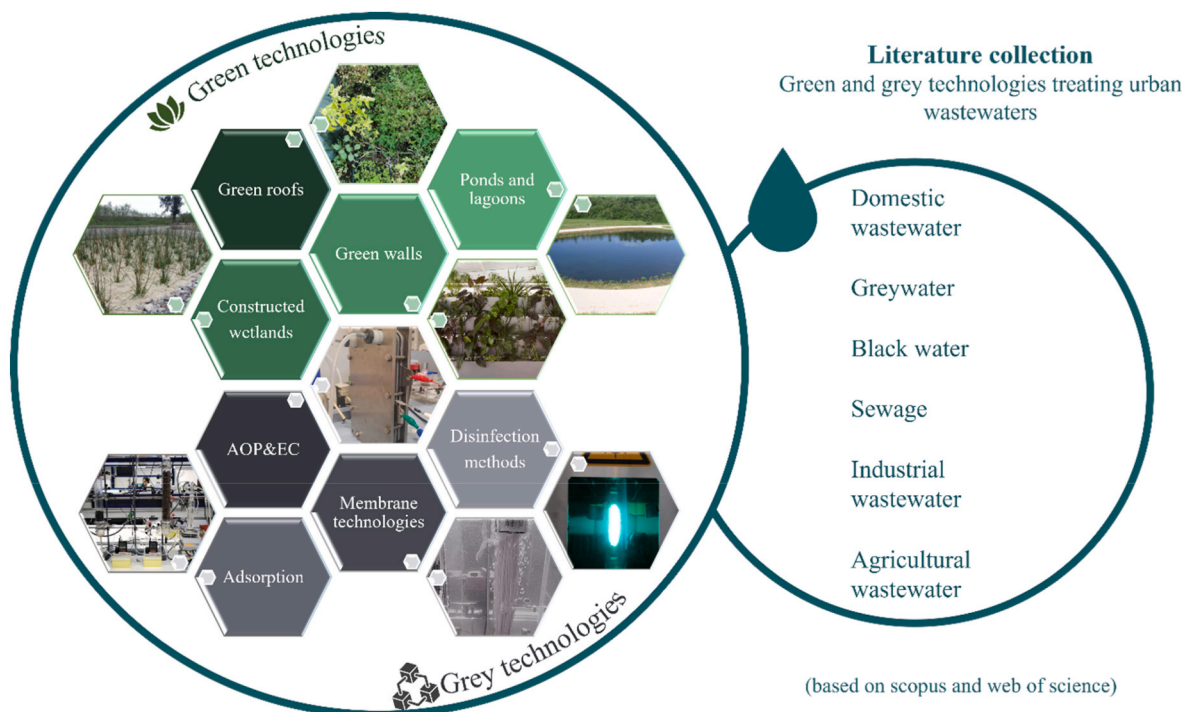 Green technologies
Green roofs
Ponds and
lagoons
Green walls
Constructed
wetlands
AOP&EC
Disinfection
methods
Membrane
technologies
Adsorption
Grey technologies
Literature collection
Green and grey technologies treating urban
wastewaters
Domestic
wastewater
Greywater
Black water
Sewage
Industrial
wastewater
Agricultural
wastewater
(based on scopus and web of science)